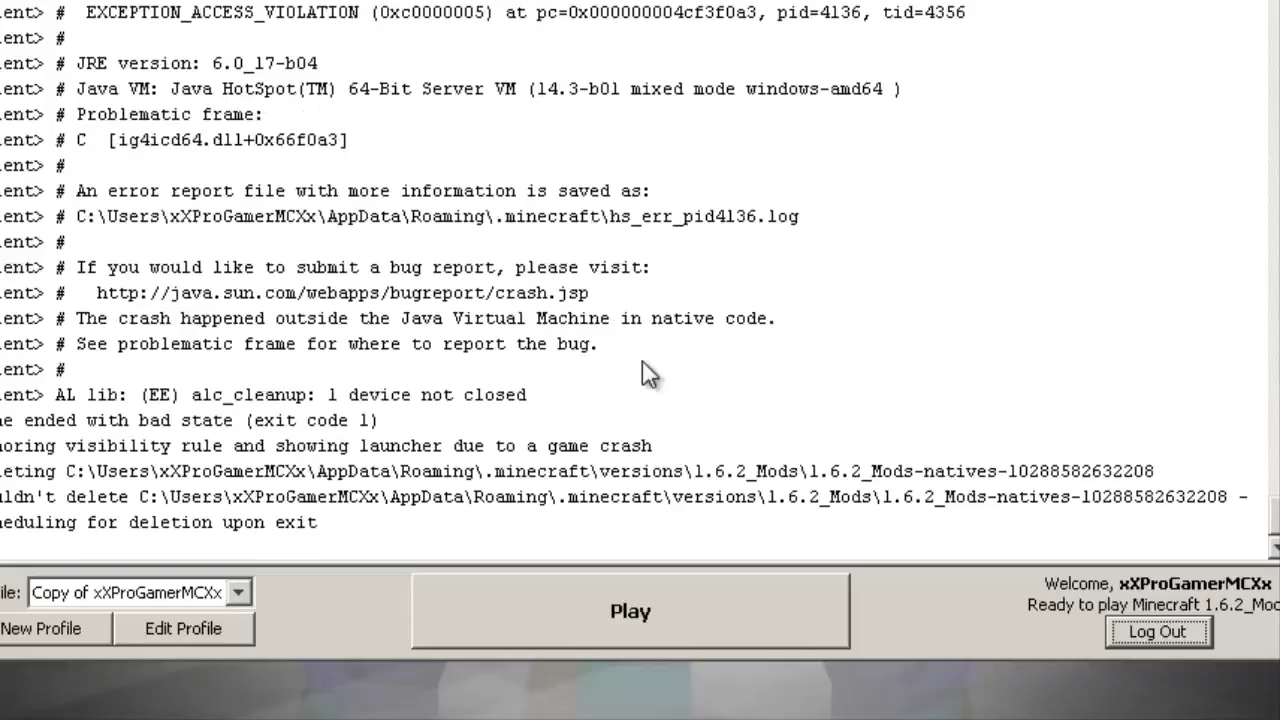 ent> #  EXCEPTION_ACCESS_VIOLATION (0xc0000005) at pc=0x000000004cf3f0a3, pid=4136, tid=4356
ent> #
ent> # JRE version: 6.0_17-b04
ent> # Java VM: Java HotSpot(TM) 64-Bit Server VM (14.3-b01 mixed mode windows-amd64 )
ent> # Problematic frame:
ent> # C  [ig4icd64.dll+0x66f0a3]
ent> #
ent> # An error report file with more information is saved as:
ent> # C:\Users\xXProGamerMCXx\AppData\Roaming\.minecraft\hs_err_pid4136.log
ent> #
ent> # If you would like to submit a bug report, please visit:
ent> #   http://java.sun.com/webapps/bugreport/crash.jsp
ent> # The crash happened outside the Java Virtual Machine in native code.
ent> # See problematic frame for where to report the bug.
ent> #
ent> AL lib: (EE) alc_cleanup: 1 device not closed
e ended with bad state (exit code 1)
oring visibility rule and showing launcher due to a game crash
eting C:\Users\xXProGamerMCXx\AppData\Roaming\.minecraft\versions\1.6.2_Mods\1.6.2_Mods-natives-10288582632208
ldn't delete C:\Users\xXProGamerMCXx\AppData\Roaming\.minecraft\versions\1.6.2_Mods\1.6.2_Mods-natives-10288582632208 -
eduling for deletion upon exit
ile: Copy of xXProGamerMCXx
New Profile
Edit Profile
Play
Welcome, xXProGamerMCXx
Ready to play Minecraft 1.6.2_Mo
Log Out